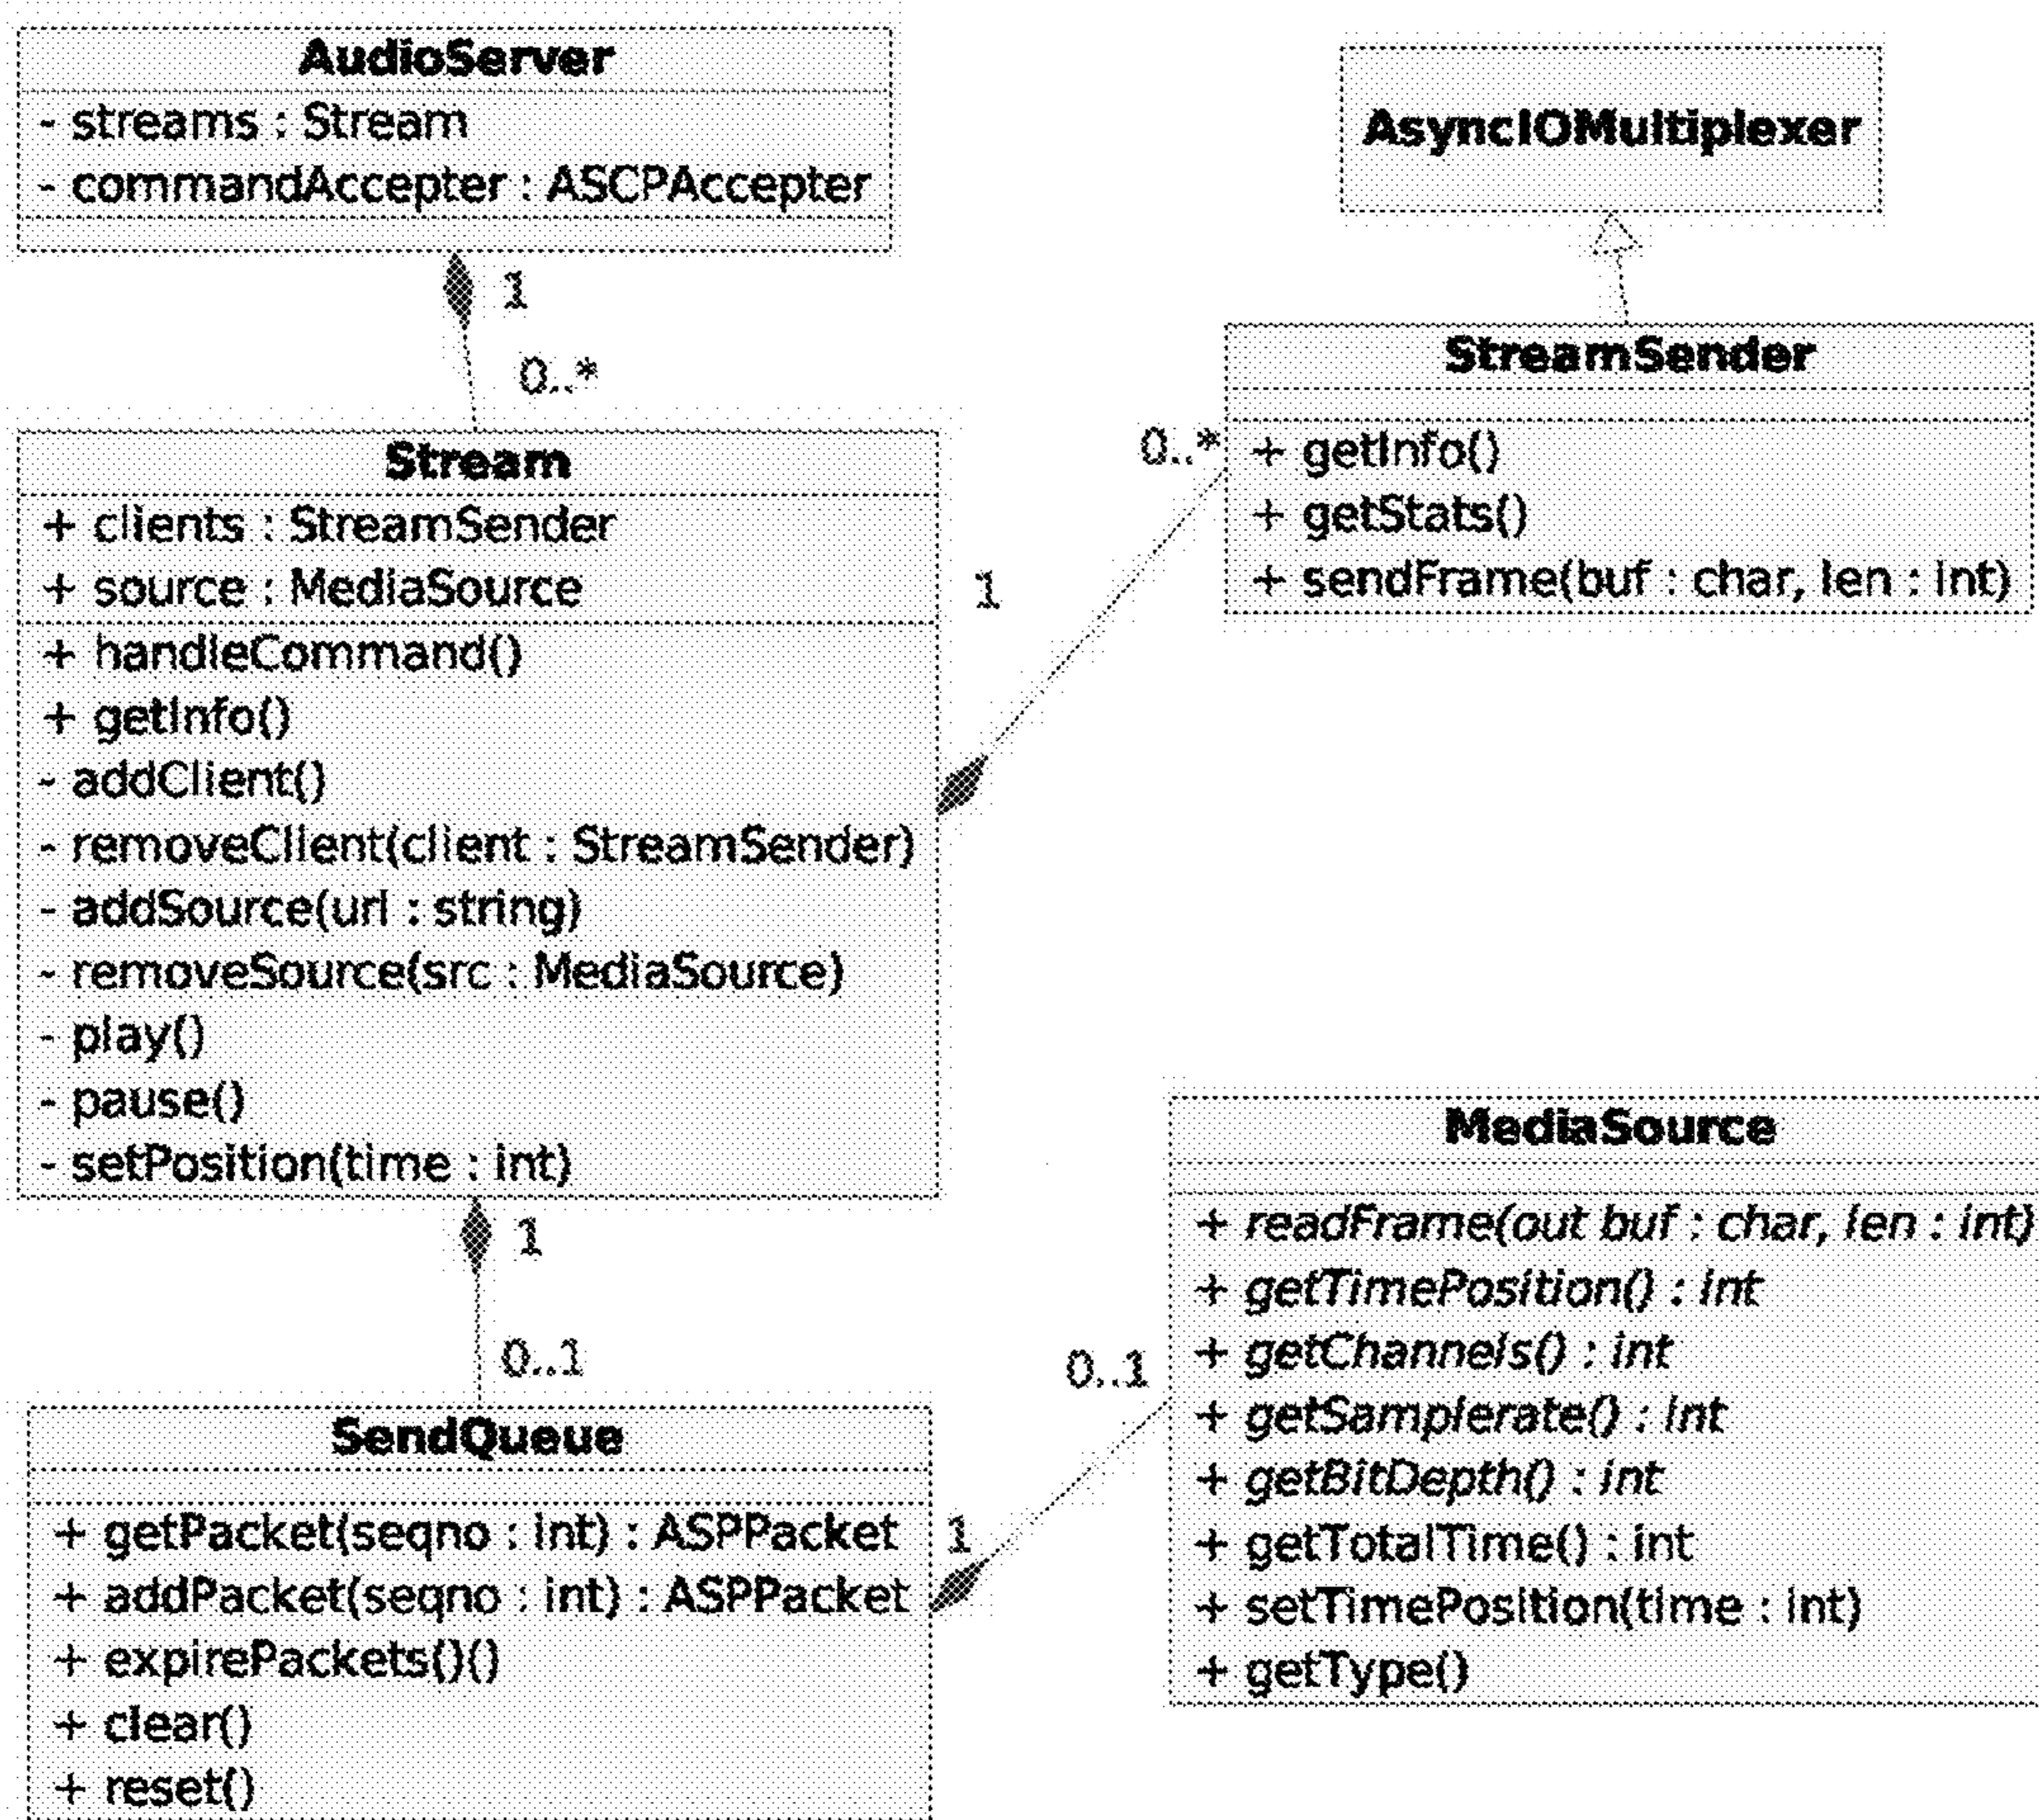 AudioServer
- streams : Stream
- commandAccepter : ASCPAccepter
1
0..*
Stream
+ clients : StreamSender
+ source : MediaSource
+ handleCommand()
+ getInfo()
- addClient()
- removeClient(client : StreamSender)
- addSource(url : string)
- removeSource(src : MediaSource)
- play()
- pause()
- setPosition(time : int)
1
0..1
SendQueue
+ getPacket(seqno : int) : ASPPacket
+ addPacket(seqno : int) : ASPPacket
+ expirePackets()()
+ clear()
+ reset()
AsyncIOMultiplexer
StreamSender
+ getInfo()
+ getStats()
+ sendFrame(buf : char, len : int)
0..*
1
MediaSource
+ readFrame(out buf : char, len : int)
+ getTimePosition() : int
+ getChannels() : int
+ getSamplerate() : int
+ getBitDepth() : int
+ getTotalTime() : int
+ setTimePosition(time : int)
+ getType()
0..1
1